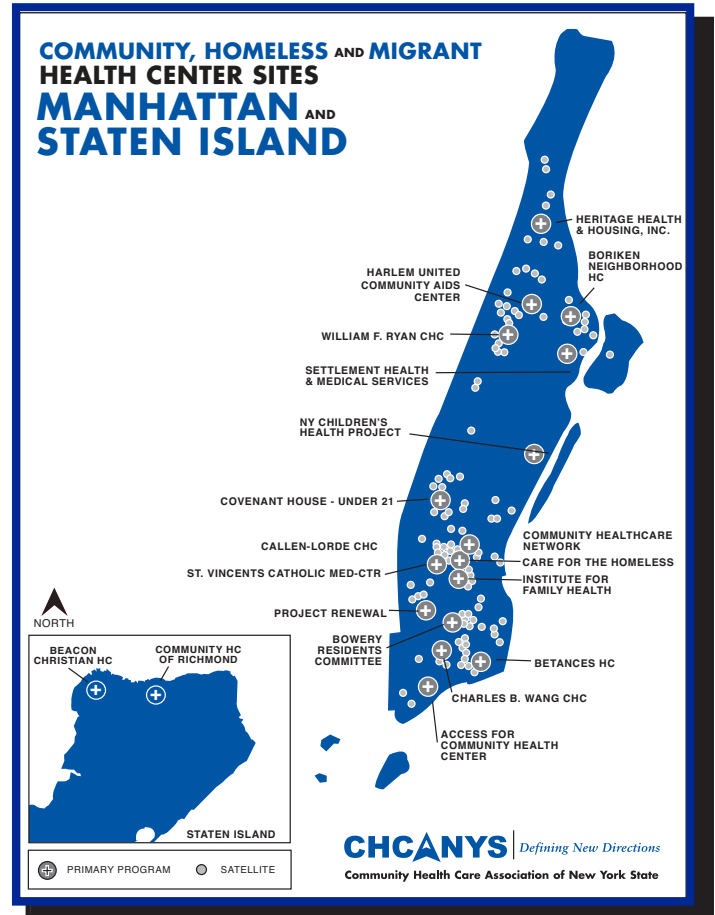 COMMUNITY, HOMELESS AND MIGRANT
HEALTH CENTER SITES
MANHATTAN AND
STATEN ISLAND
HERITAGE HEALTH
& HOUSING, INC.
BORIKEN
NEIGHBORHOOD
HC
HARLEM UNITED
COMMUNITY AIDS
CENTER
WILLIAM F. RYAN CHC
SETTLEMENT HEALTH
& MEDICAL SERVICES
NY CHILDREN'S
HEALTH PROJECT
COVENANT HOUSE - UNDER 21
COMMUNITY HEALTHCARE
NETWORK
CALLEN-LORDE CHC
CARE FOR THE HOMELESS
ST. VINCENTS CATHOLIC MED-CTR
INSTITUTE FOR
FAMILY HEALTH
PROJECT RENEWAL
BOWERY
RESIDENTS
COMMITTEE
BETANCES HC
CHARLES B. WANG CHC
ACCESS FOR
COMMUNITY HEALTH
CENTER
NORTH
BEACON
CHRISTIAN HC
COMMUNITY HC
OF RICHMOND
STATEN ISLAND
PRIMARY PROGRAM
SATELLITE
CHCANYS
Defining New Directions
Community Health Care Association of New York State